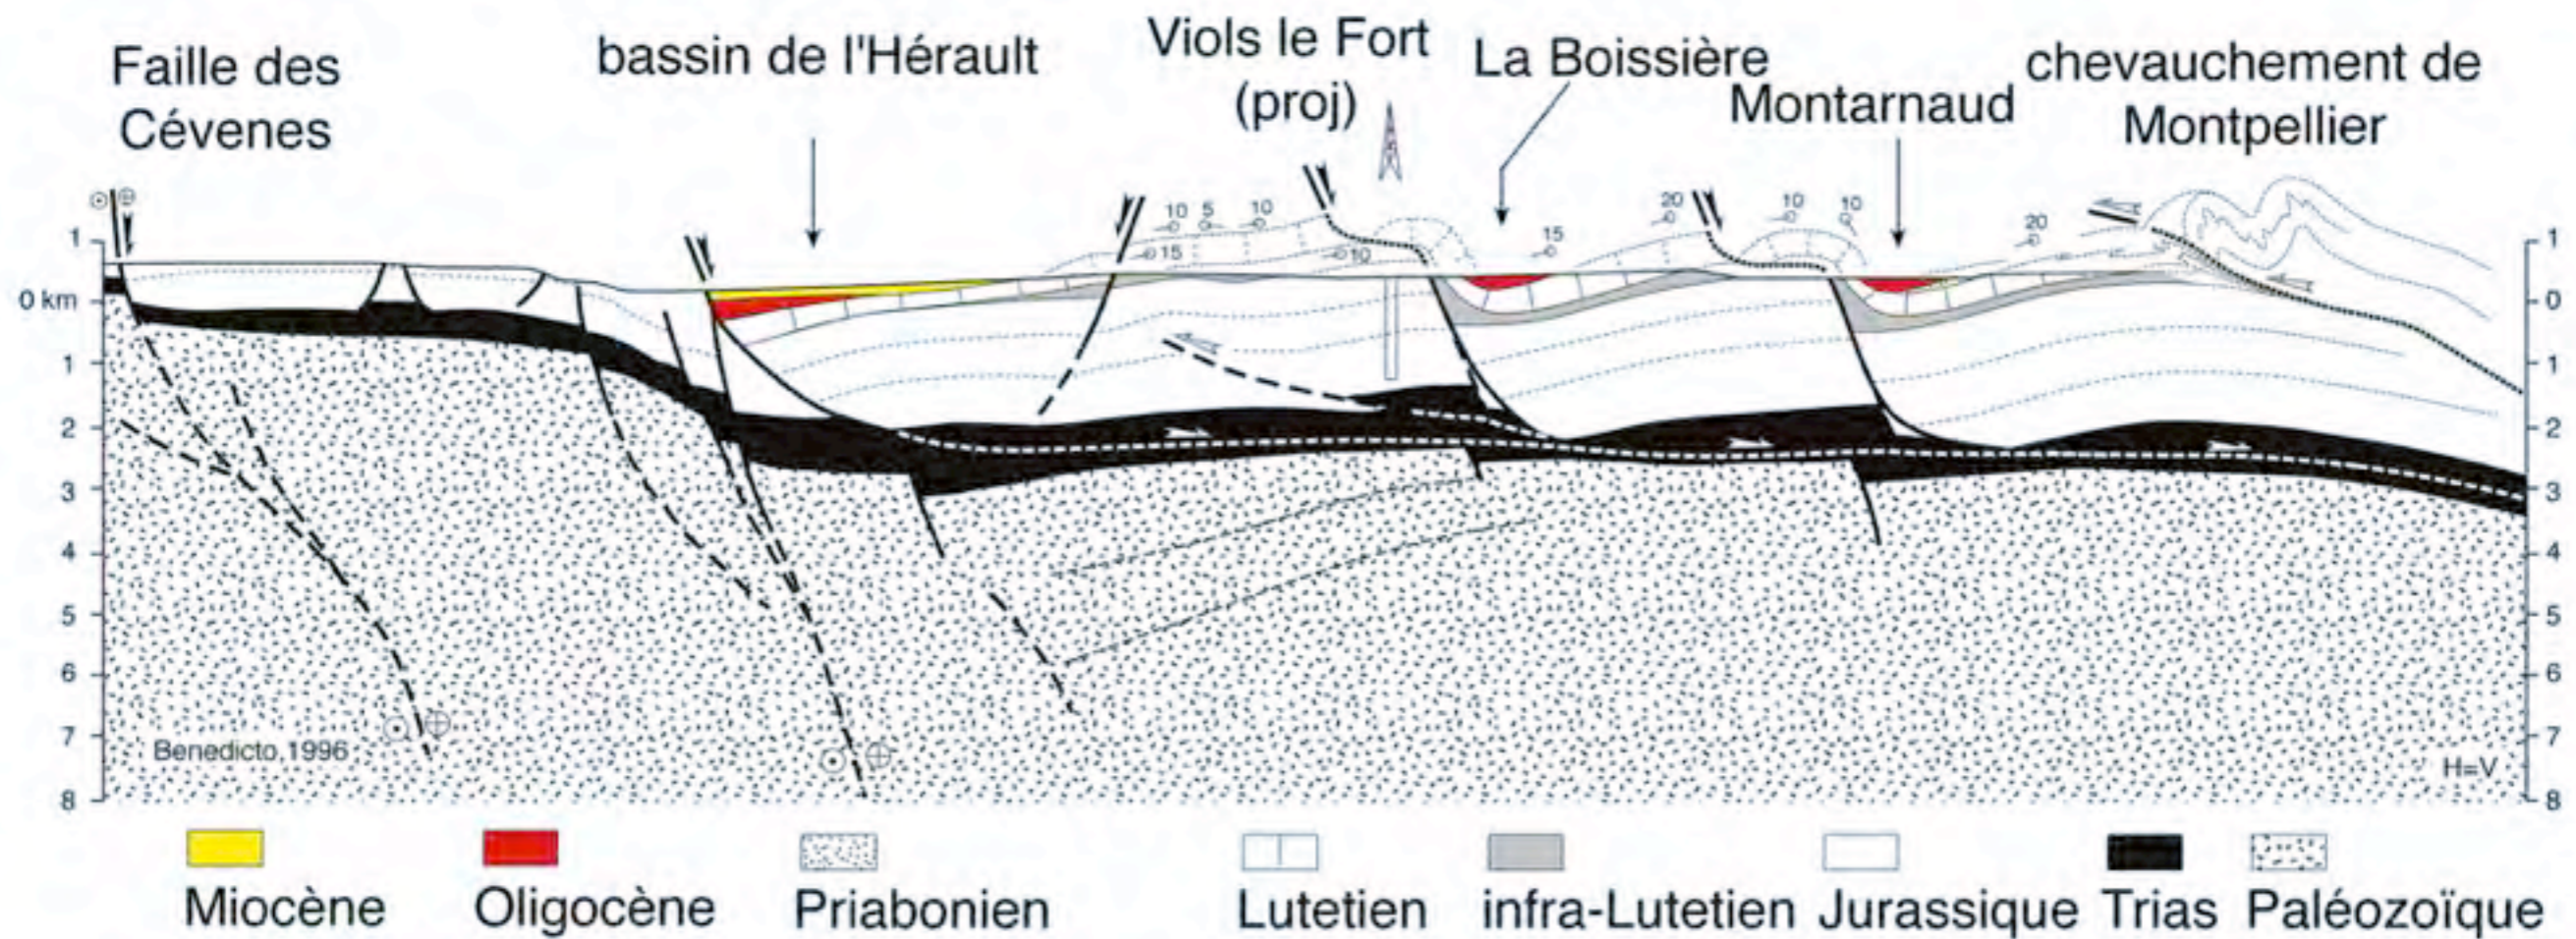 Faille des
Cévenes
bassin de l'Hérault
Viols le Fort
(proj)
La Boissière
Montarnaud
chevauchement de
Montpellier
10 5 10
15
10
15
20
10 10
20
1
0 km
1
2
3
4
5
6
7
8
1
0
1
2
3
4
5
6
7
8
Benedicto, 1996
H=V
Miocène
Oligocène
Priabonien
Lutetien
infra-Lutetien
Jurassique
Trias
Paléozoïque